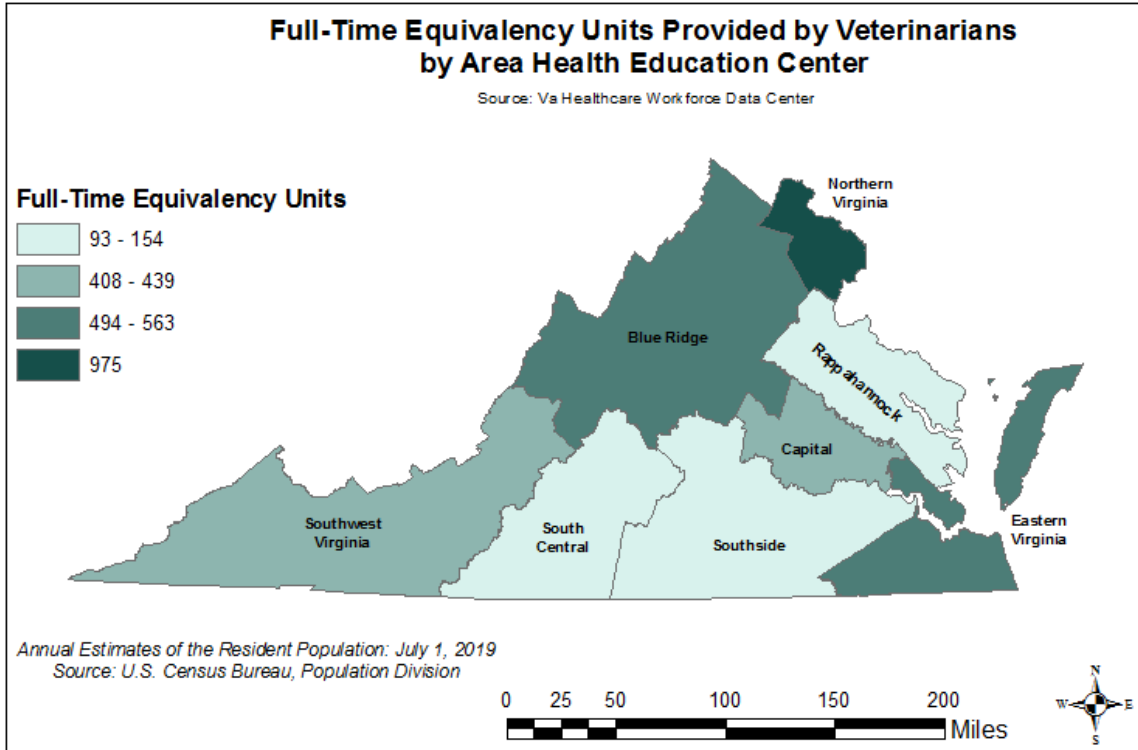 Full-Time Equivalency Units Provided by Veterinarians
by Area Health Education Center
Source: Va Healthcare Workforce Data Center
Full-Time Equivalency Units
93 - 154
408 - 439
494 - 563
975
Northern
Virginia
Blue Ridge
Rappahannock
Capital
Southwest
Virginia
South
Central
Southside
Eastern
Virginia
Annual Estimates of the Resident Population: July 1, 2019
Source: U.S. Census Bureau, Population Division
0 25 50 100 150 200
Miles
N
W E
S